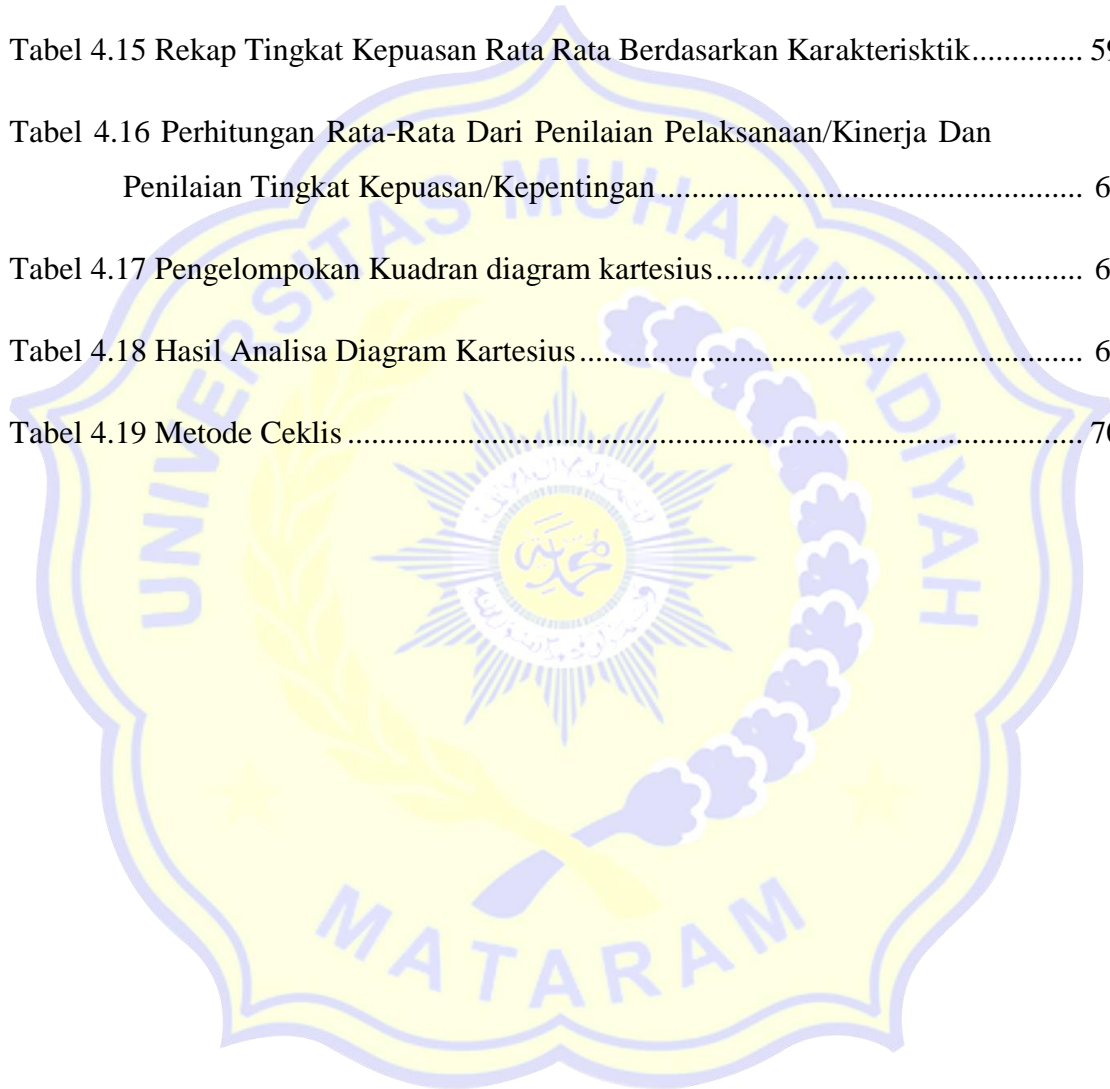 Tabel 4.15 Rekap Tingkat Kepuasan Rata Rata Berdasarkan Karakterisktik.............. 59
Tabel 4.16 Perhitungan Rata-Rata Dari Penilaian Pelaksanaan/Kinerja Dan
Penilaian Tingkat Kepuasan/Kepentingan ....................................................... 6
Tabel 4.17 Pengelompokan Kuadran diagram kartesius ................................................ 6
Tabel 4.18 Hasil Analisa Diagram Kartesius ................................................................. 6
Tabel 4.19 Metode Ceklis ............................................................................................... 70
UNIVERSITAS MUHAMMADIYAH
MATARAM